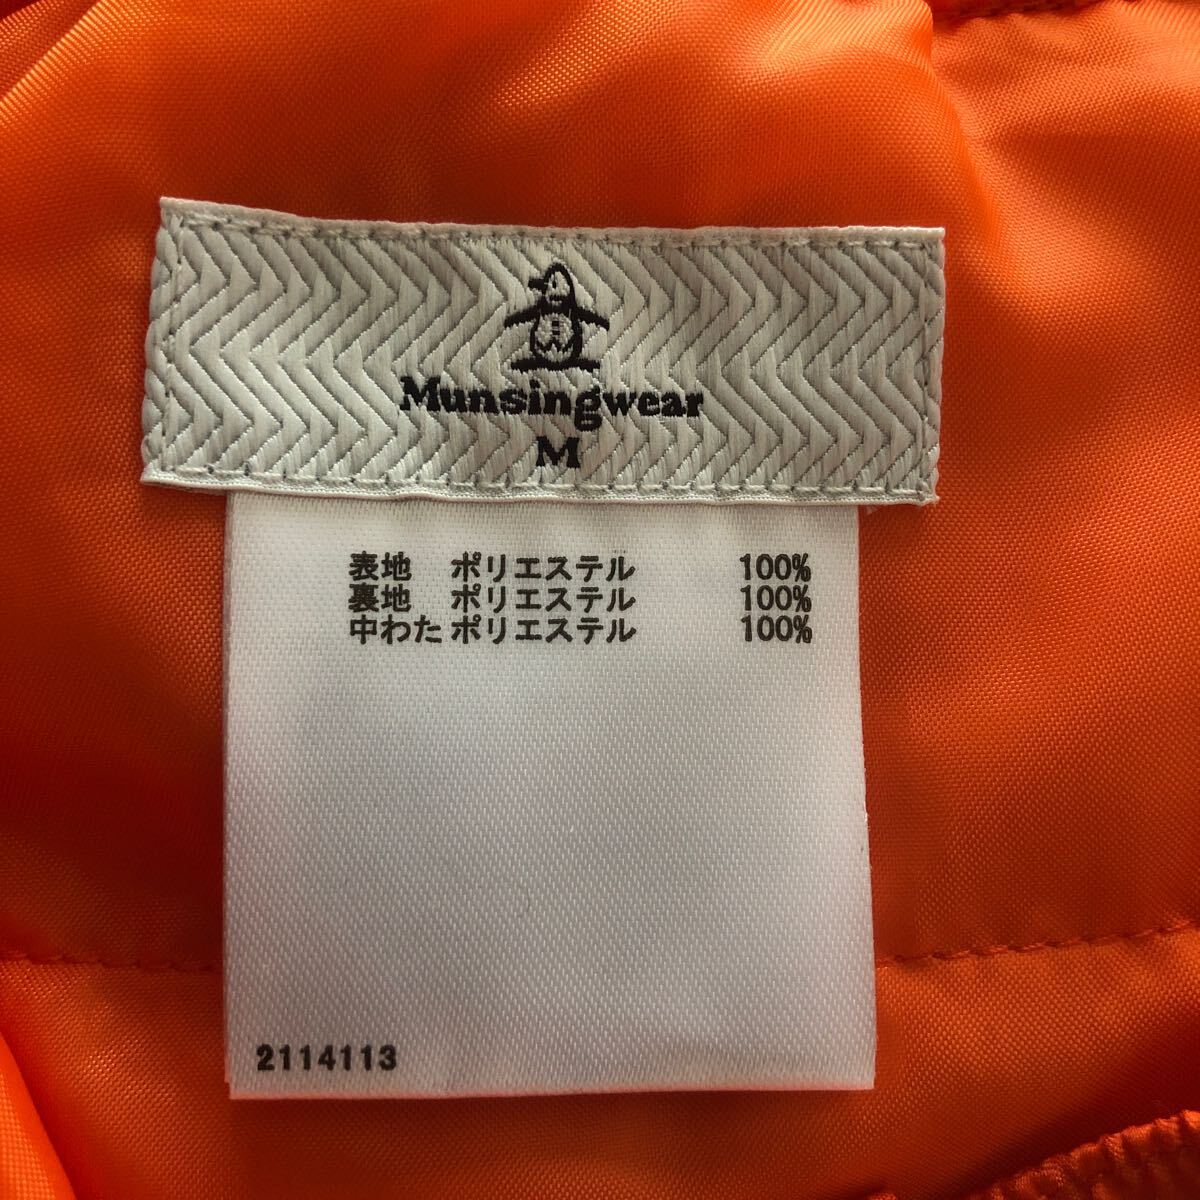 Munsingwear
M
表地 ポリエステル 100%
裏地 ポリエステル 100%
中わた ポリエステル 100%
2114113